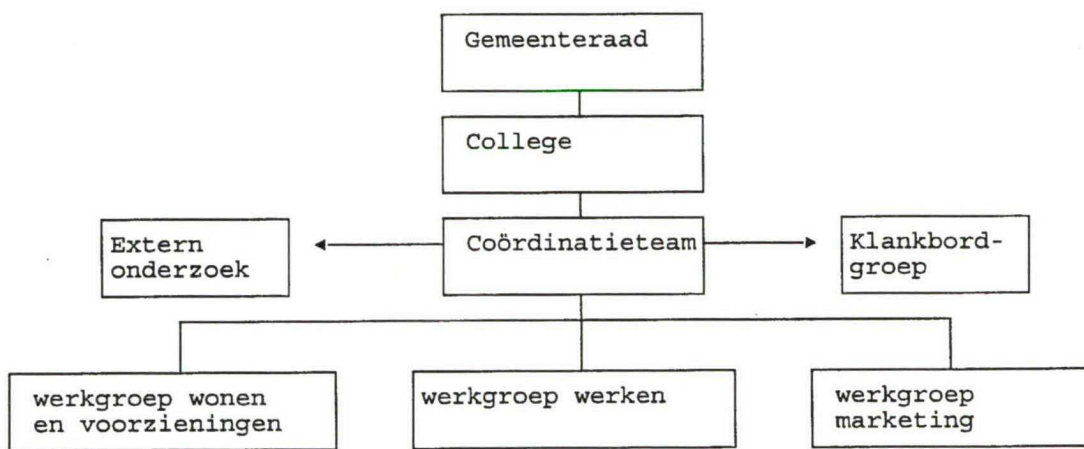 Gemeenteraad
College
Extern
onderzoek
Coördinatieteam
Klankbord-
groep
werkgroep wonen
en voorzieningen
werkgroep werken
werkgroep
marketing